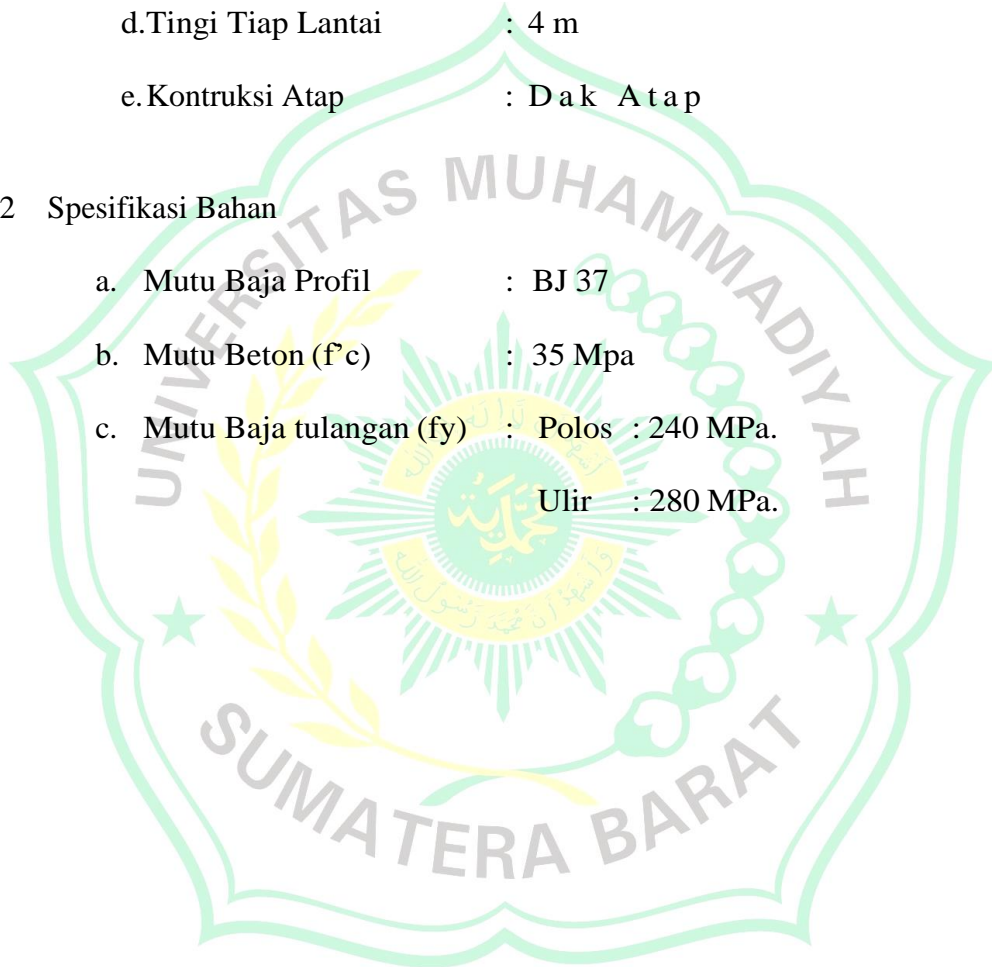 d.Tingi Tiap Lantai : 4 m
e.Kontruksi Atap : Dak Atap
2 Spesifikasi Bahan
a. Mutu Baja Profil : BJ 37
b. Mutu Beton (f’c) : 35 Mpa
c. Mutu Baja tulangan (fy) : Polos : 240 MPa.
Ulir : 280 MPa.
UNIVERSITAS MUHAMMADIYAH
SUMATERA BARAT